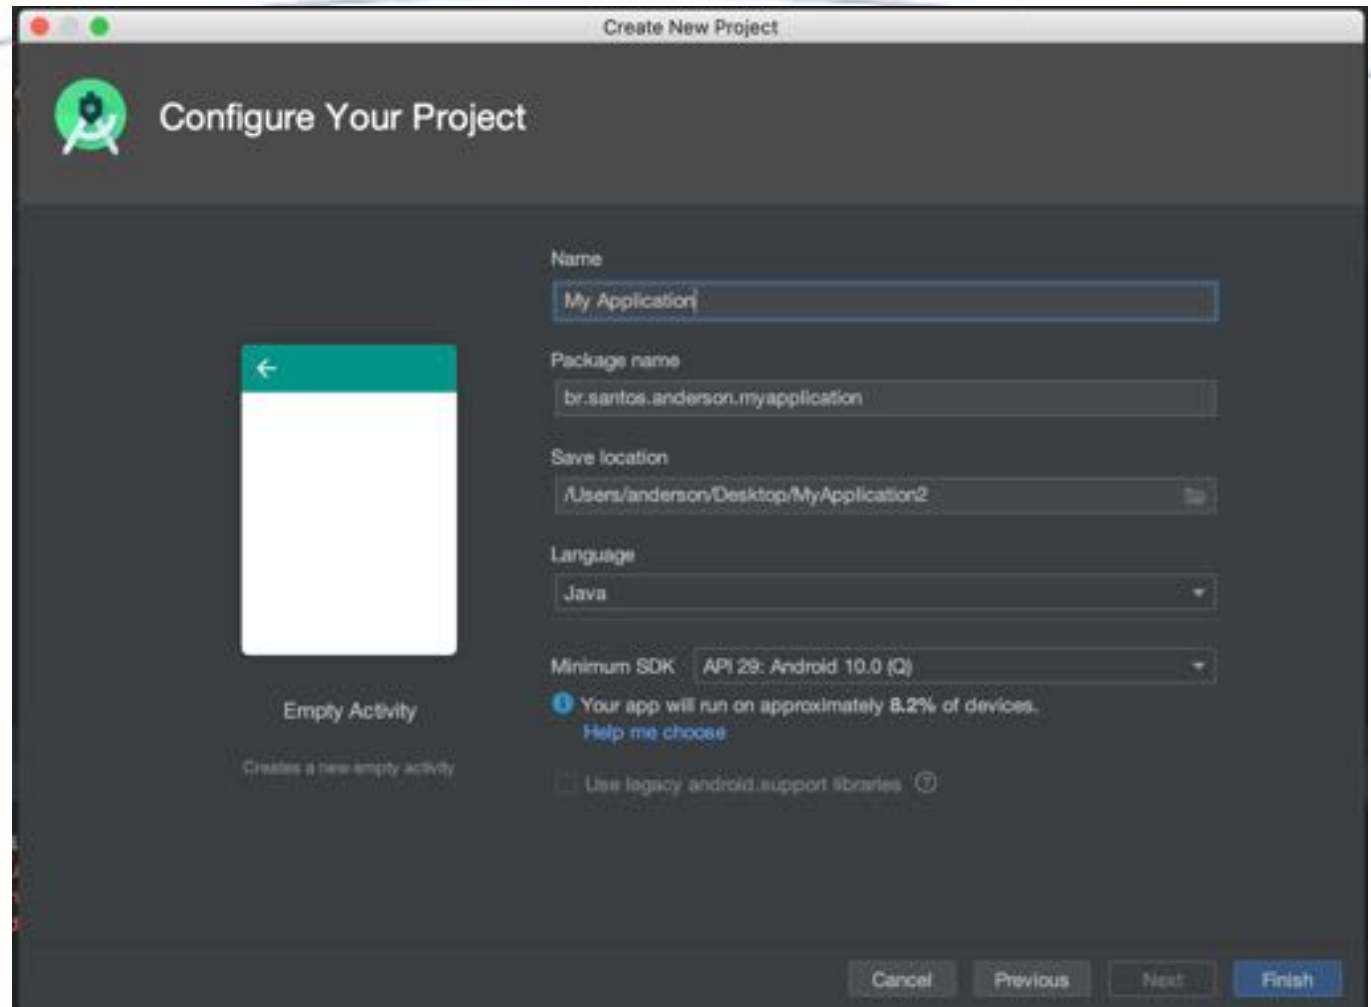 Create New Project
Configure Your Project
Name
My Application
Package name
br.santos.anderson.myapplication
Save location
/Users/anderson/Desktop/MyApplication2
Language
Java
Minimum SDK API 29: Android 10.0 (Q)
Your app will run on approximately 8.2% of devices.
Help me choose
Use legacy android.support libraries
Empty Activity
Creates a new empty activity
Cancel Previous Next Finish